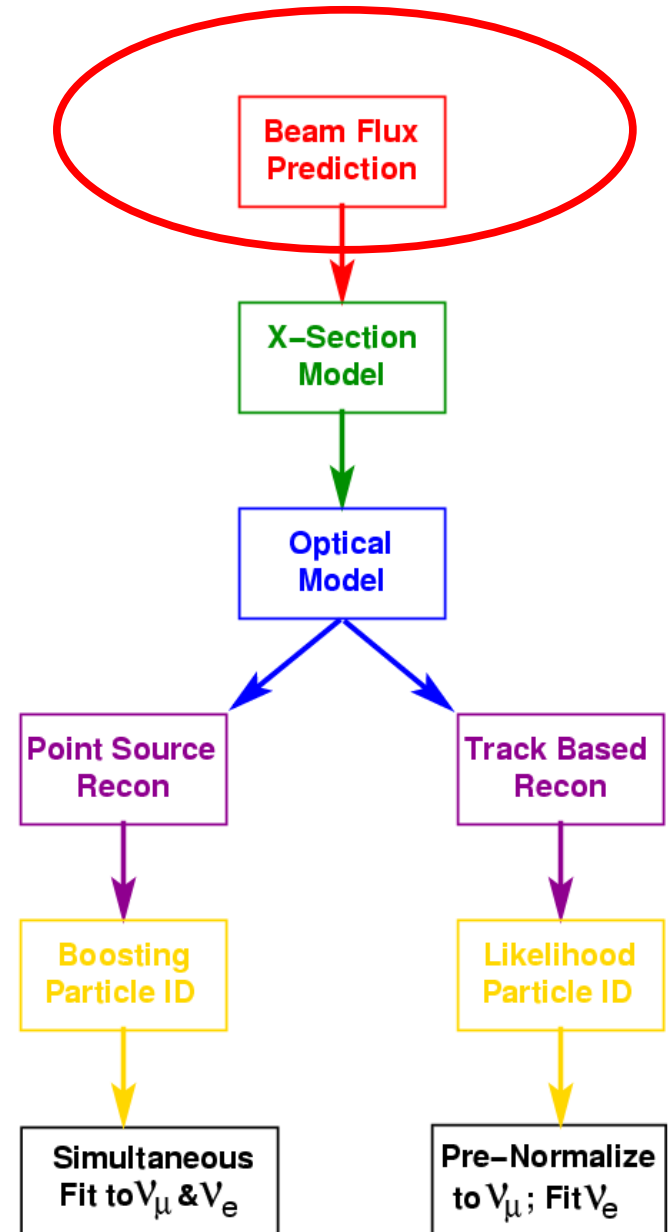 Beam Flux
Prediction
X–Section
Model
Optical
Model
Point Source
Recon
Track Based
Recon
Boosting
Particle ID
Likelihood
Particle ID
Simultaneous
Fit to νμ & νe
Pre–Normalize
to νμ ; Fit νe